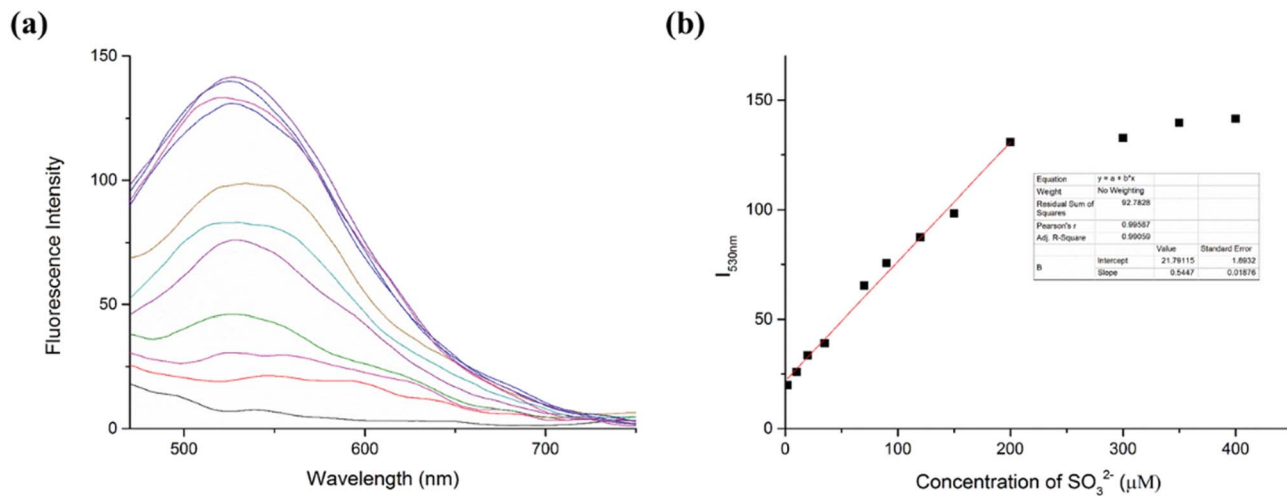 (a)
150
100
50
0
Fluorescence Intensity
500 600 700
Wavelength (nm)
(b)
150
100
50
0
I530nm
Equation y = a + b*x
Weight No Weighting
Residual Sum of Squares 92.7828
Pearson's r 0.99587
Adj. R-Square 0.99059
Value Standard Error
B Intercept 21.79115 1.6932
Slope 0.5447 0.01876
0 100 200 300 400
Concentration of SO₃²⁻ (μM)